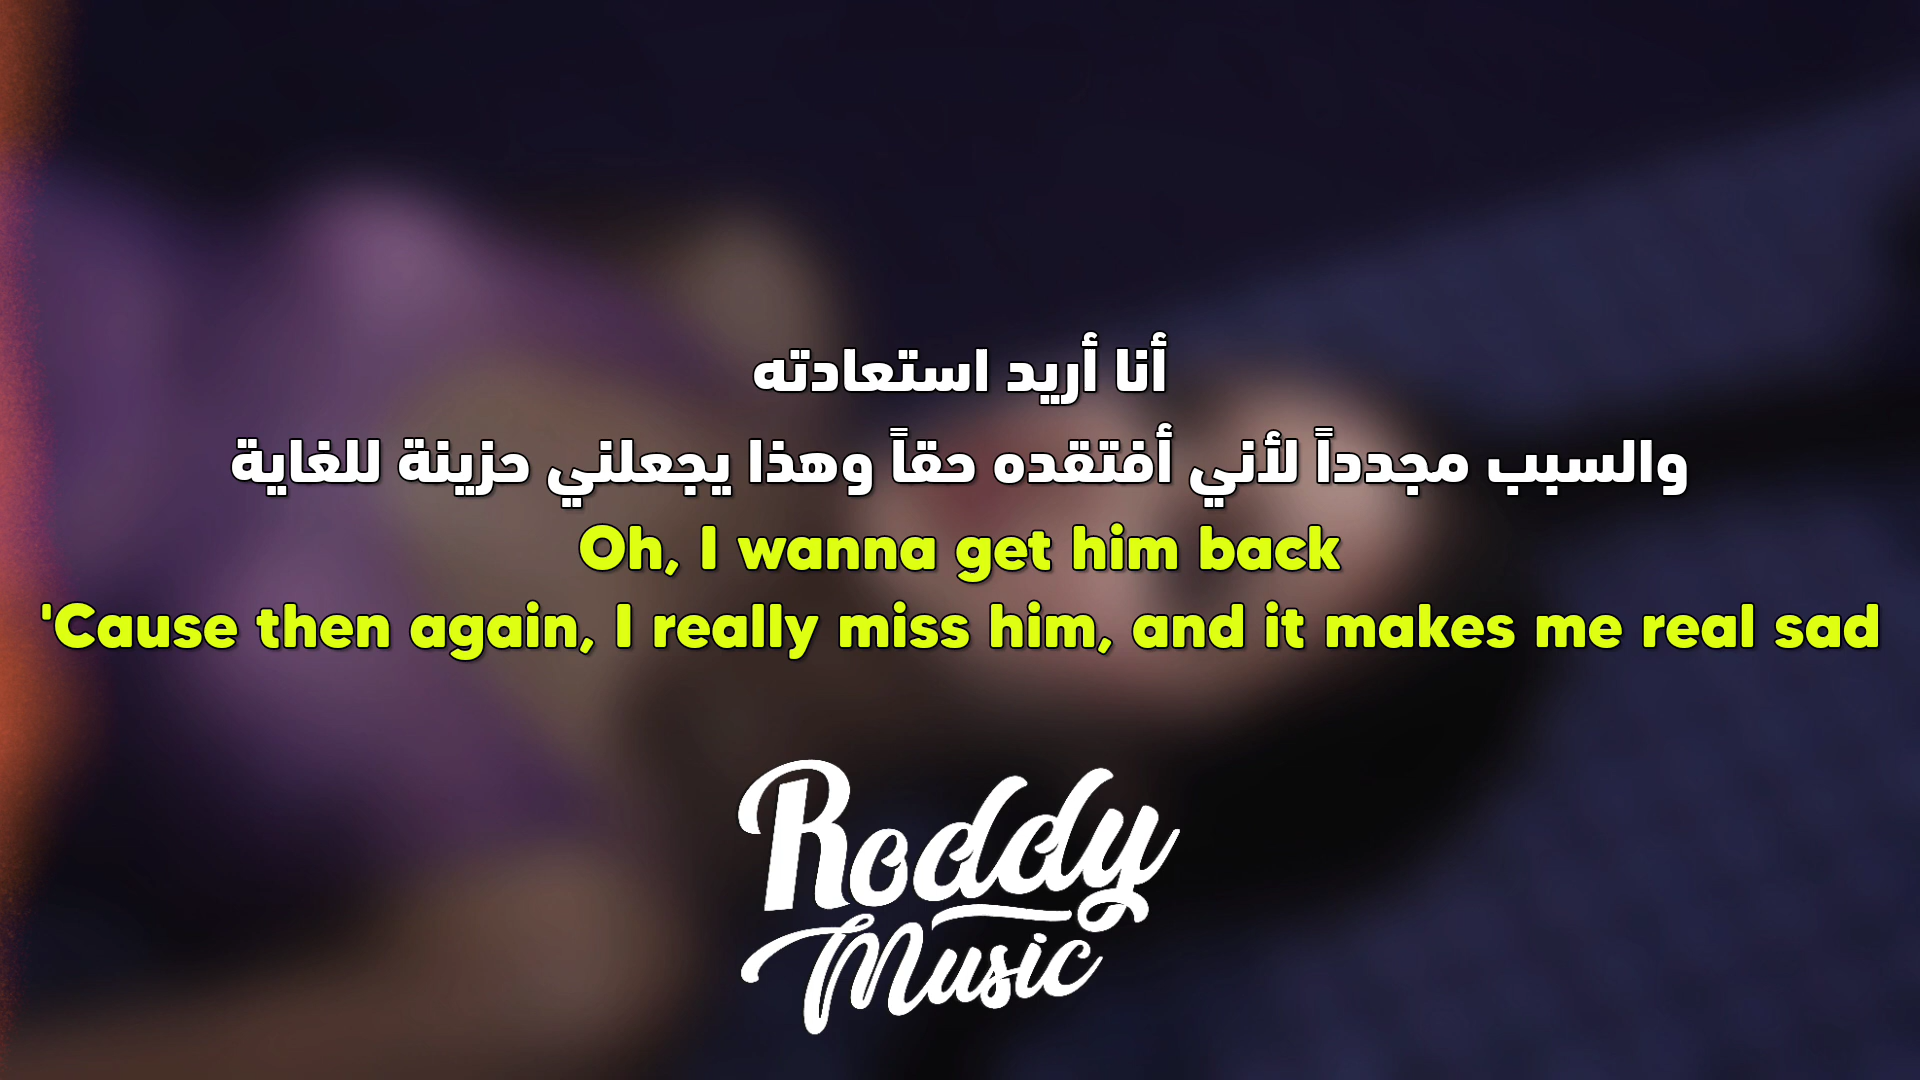 أنا أريد استعادته
والسبب مجدداً لأني أفتقده حقاً وهذا يجعلني حزينة للغاية
Oh, I wanna get him back
'Cause then again, I really miss him, and it makes me real sad
Roddy
Music